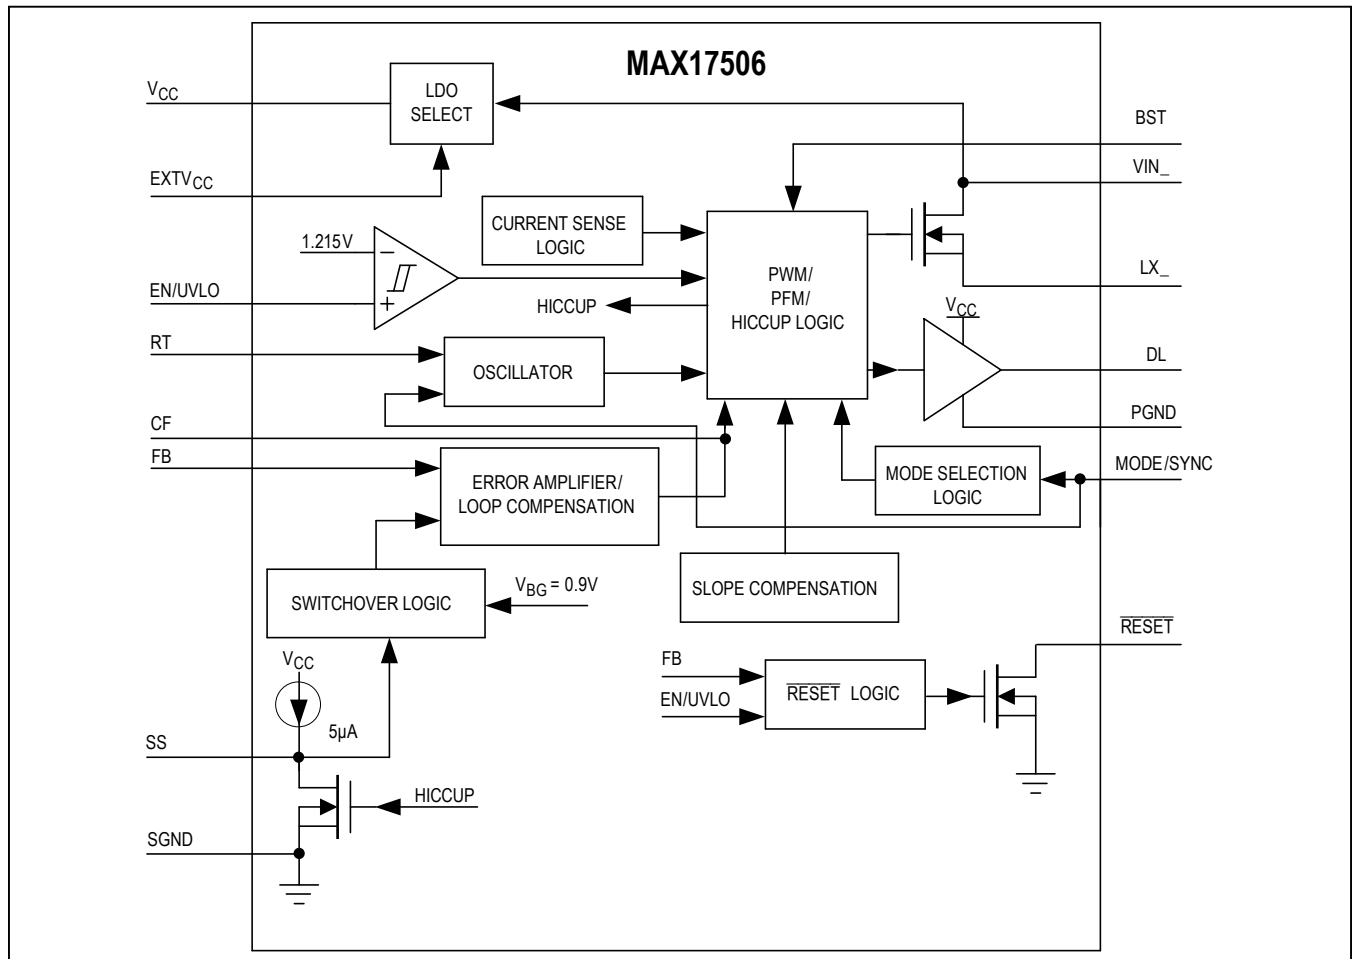 MAX17506
VCC
LDO
SELECT
BST
EXTVCC
VIN_
CURRENT SENSE
LOGIC
1.215V
−
+
EN/UVLO
PWM/
PFM/
HICCUP LOGIC
LX_
HICCUP
VCC
RT
OSCILLATOR
DL
CF
PGND
FB
ERROR AMPLIFIER/
LOOP COMPENSATION
MODE SELECTION
LOGIC
MODE/SYNC
SWITCHOVER LOGIC
VBG = 0.9V
SLOPE COMPENSATION
RESET
VCC
5µA
FB
EN/UVLO
RESET LOGIC
SS
HICCUP
SGND